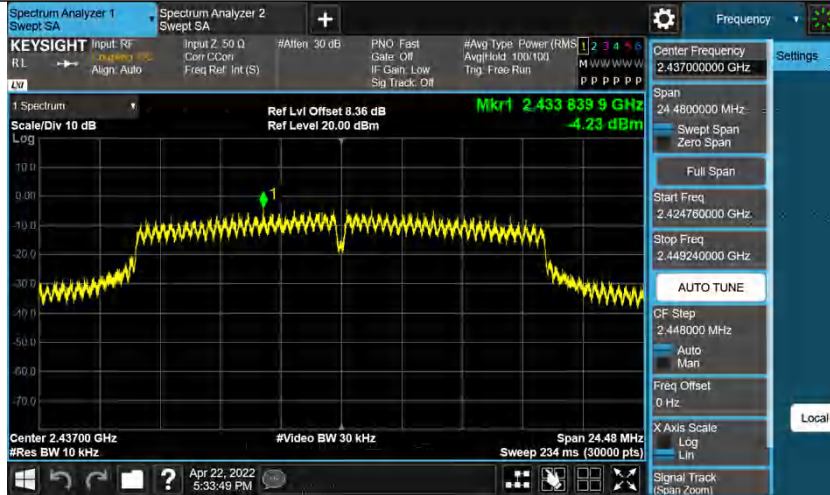 Spectrum Analyzer 1
Swept SA
Spectrum Analyzer 2
Swept SA
+
Frequency
KEYSIGHT
RL
LXI
Input: RF
Align: Auto
Input Z: 50 Ω
Corr CCorr
Freq Ref: Int (S)
#Atten: 30 dB
PNO: Fast
Gate: Off
IF Gain: Low
Sig Track: Off
#Avg Type: Power (RMS
Avg|Hold: 100/100
Trig: Free Run
1 2 3 4 5 6
M W W W W W
P P P P P P
1 Spectrum
Scale/Div 10 dB
Log
Ref Lvl Offset 8.36 dB
Ref Level 20.00 dBm
Mkr1 2.433 839 9 GHz
-4.23 dBm
1
10.0
0.00
-10.0
-20.0
-30.0
-40.0
-50.0
-60.0
-70.0
Center 2.43700 GHz
#Res BW 10 kHz
#Video BW 30 kHz
Span 24.48 MHz
Sweep 234 ms (30000 pts)
Apr 22, 2022
5:33:49 PM
?
Center Frequency
2.437000000 GHz
Settings
Span
24.4800000 MHz
Swept Span
Zero Span
Full Span
Start Freq
2.424760000 GHz
Stop Freq
2.449240000 GHz
AUTO TUNE
CF Step
2.448000 MHz
Auto
Man
Freq Offset
0 Hz
X Axis Scale
Log
Lin
Local
Signal Track
(Span Zoom)